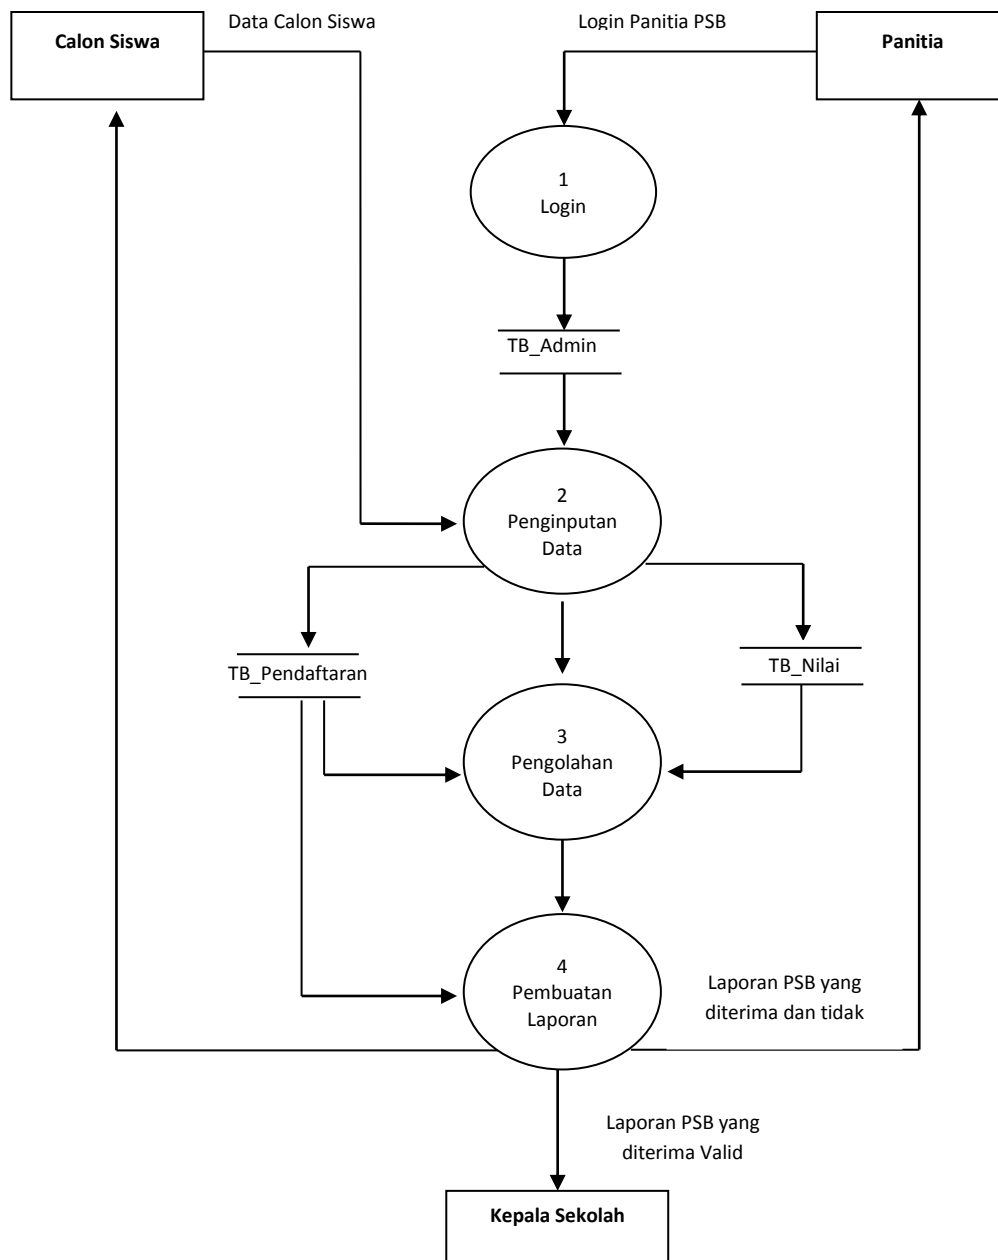 Data Calon Siswa
Login Panitia PSB
Calon Siswa
Panitia
1
Login
TB_Admin
2
Penginputan
Data
TB_Pendaftaran
TB_Nilai
3
Pengolahan
Data
4
Pembuatan
Laporan
Laporan PSB yang
diterima dan tidak
Laporan PSB yang
diterima Valid
Kepala Sekolah